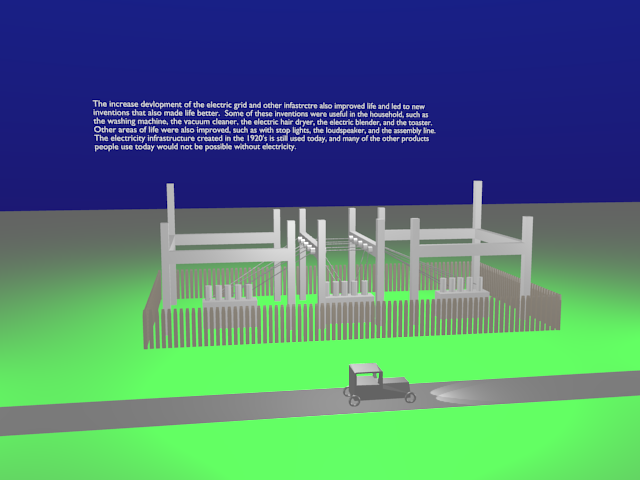 The increase devlopment of the electric grid and other infastrctre also improved life and led to new
inventions that also made life better.  Some of these inventions were useful in the household, such as
the washing machine, the vacuum cleaner, the electric hair dryer, the electric blender, and the toaster.
Other areas of life were also improved, such as with stop lights, the loudspeaker, and the assembly line.
The electricity infrastructure created in the 1920's is still used today, and many of the other products
people use today would not be possible without electricity.